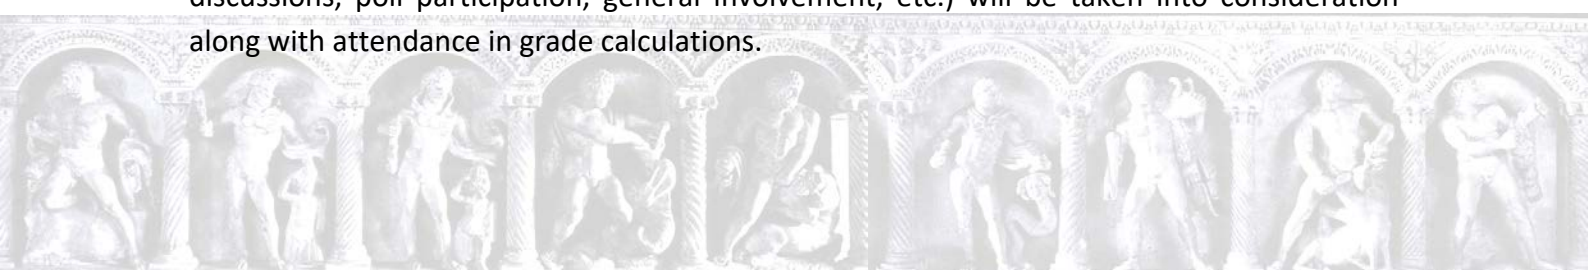 discussions, poll participation, general involvement, etc.) will be taken into consideration
along with attendance in grade calculations.